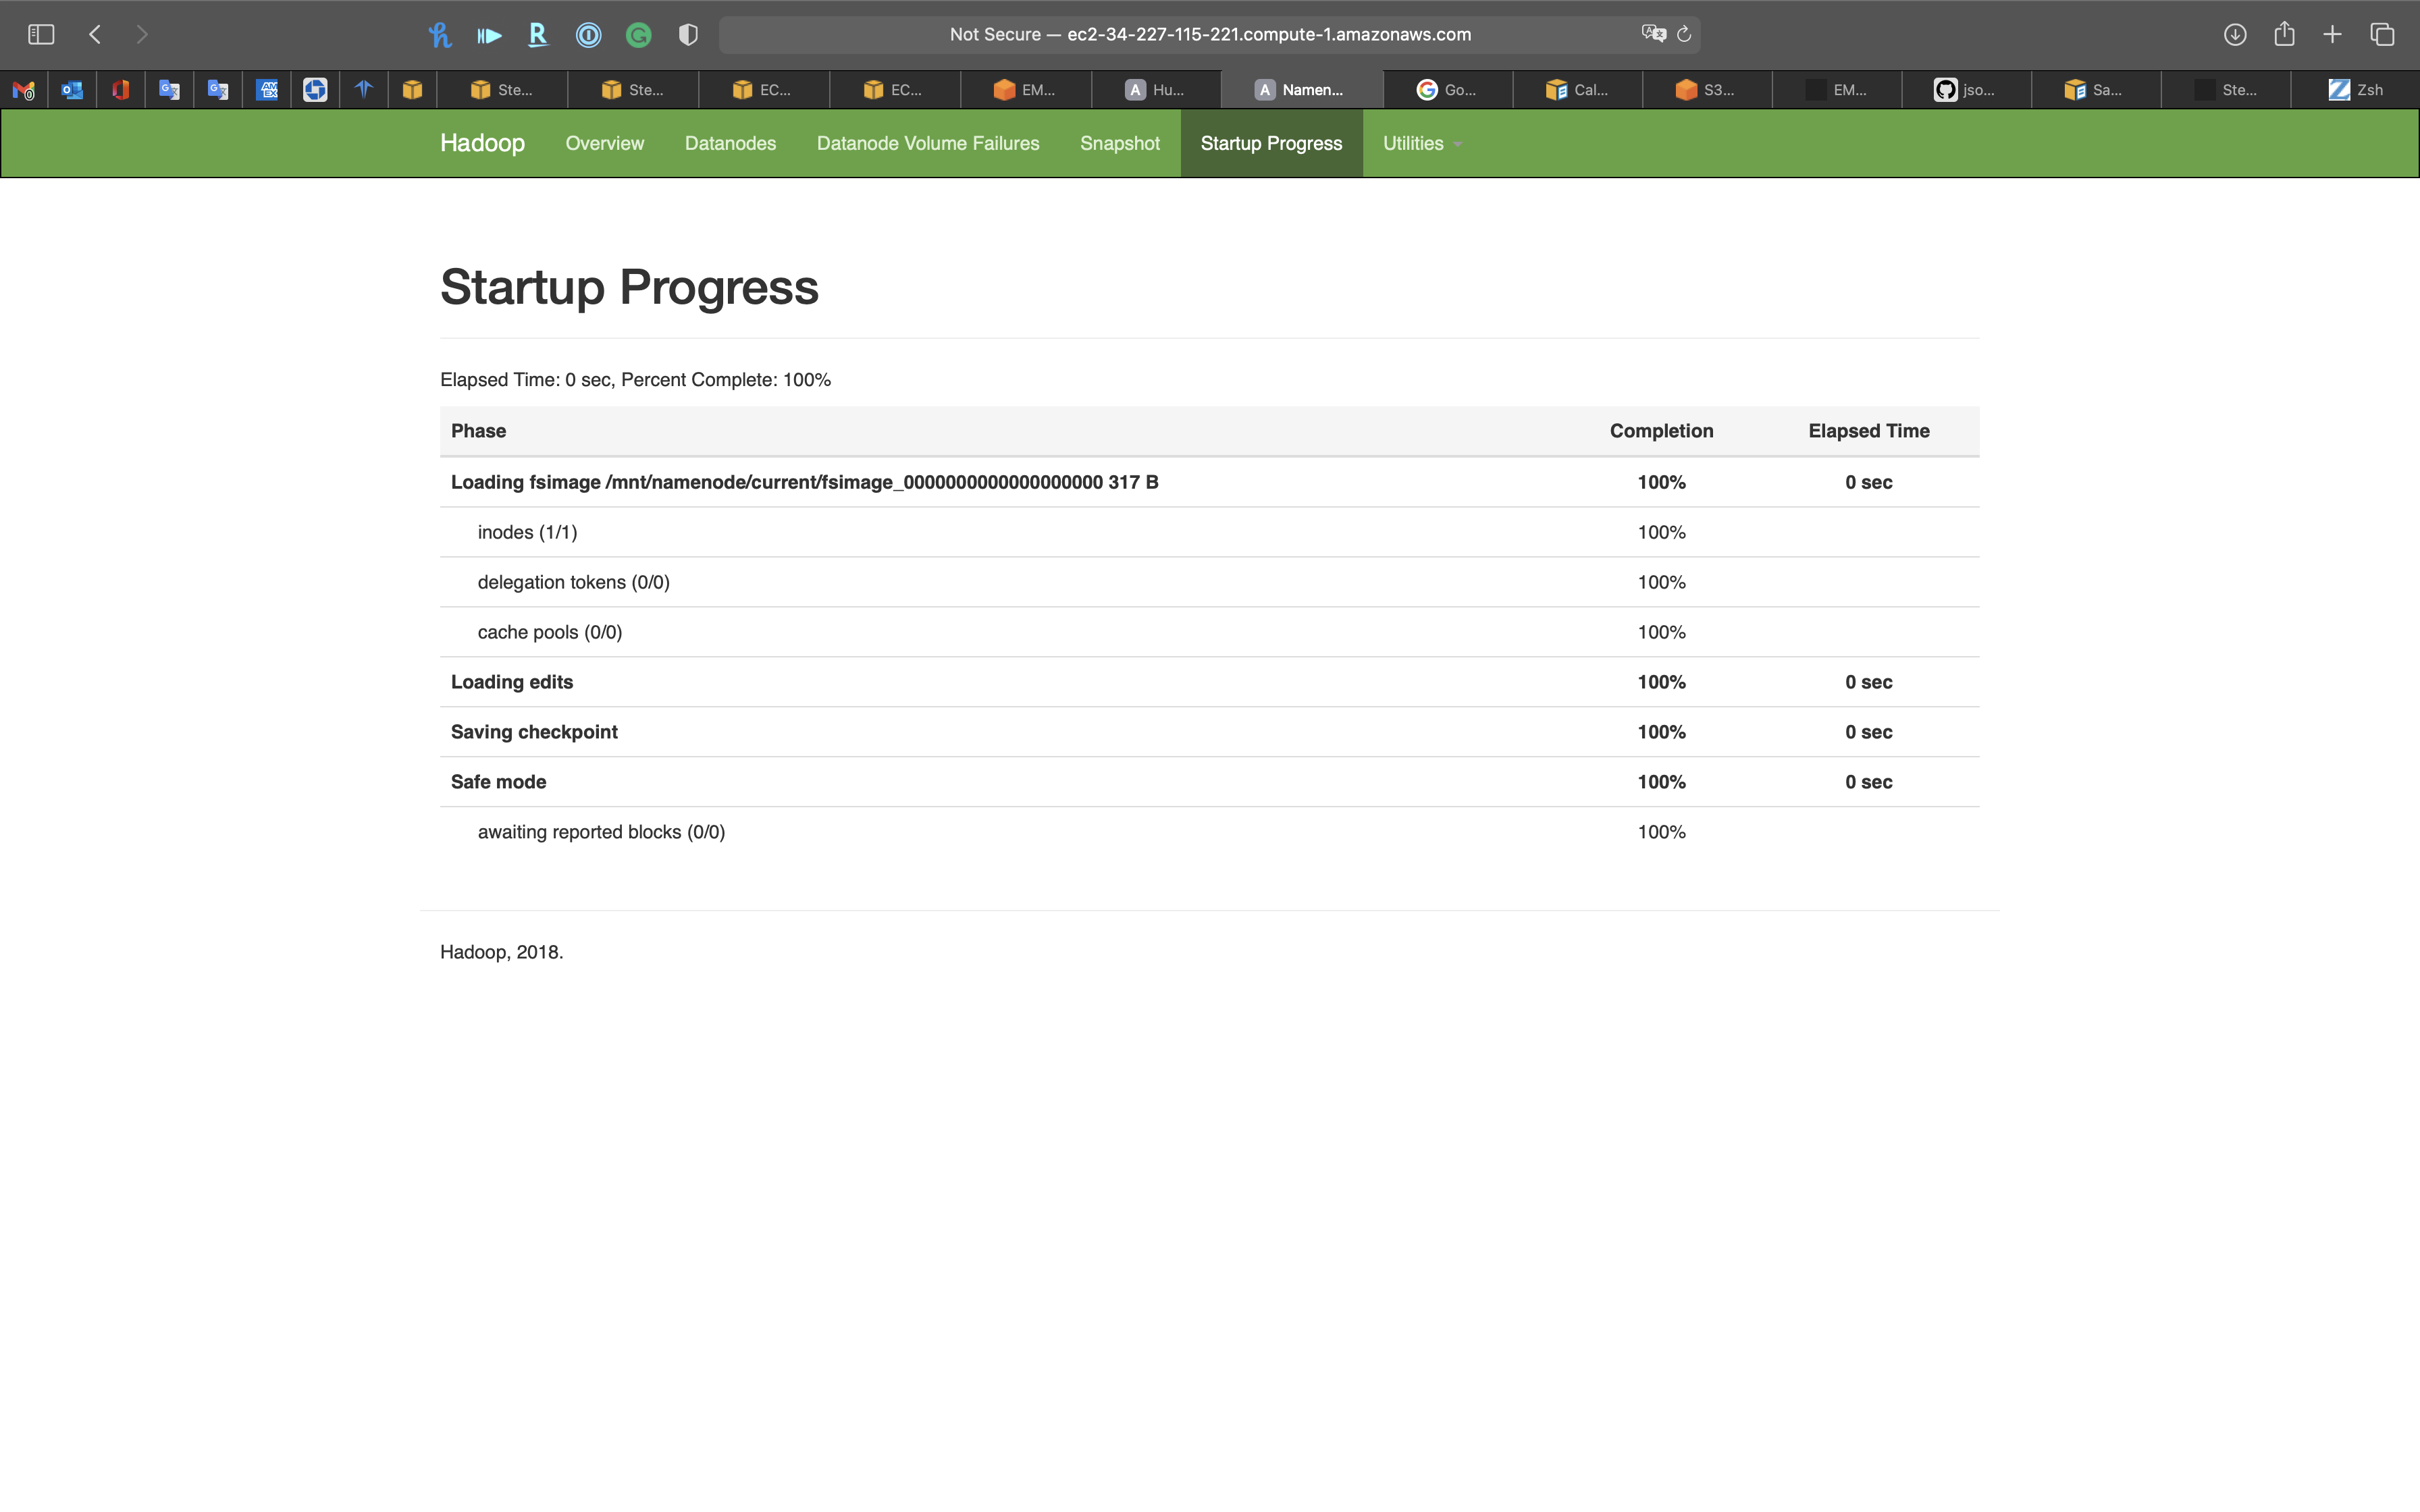 Not Secure — ec2-34-227-115-221.compute-1.amazonaws.com
Ste... Ste... EC... EC... EM... A Hu... A Namen... Go... Cal... S3... EM... jso... Sa... Ste... Zsh
Hadoop Overview Datanodes Datanode Volume Failures Snapshot Startup Progress Utilities
Startup Progress
Elapsed Time: 0 sec, Percent Complete: 100%
Phase Completion Elapsed Time
Loading fsimage /mnt/namenode/current/fsimage_0000000000000000000 317 B 100% 0 sec
inodes (1/1) 100%
delegation tokens (0/0) 100%
cache pools (0/0) 100%
Loading edits 100% 0 sec
Saving checkpoint 100% 0 sec
Safe mode 100% 0 sec
awaiting reported blocks (0/0) 100%
Hadoop, 2018.